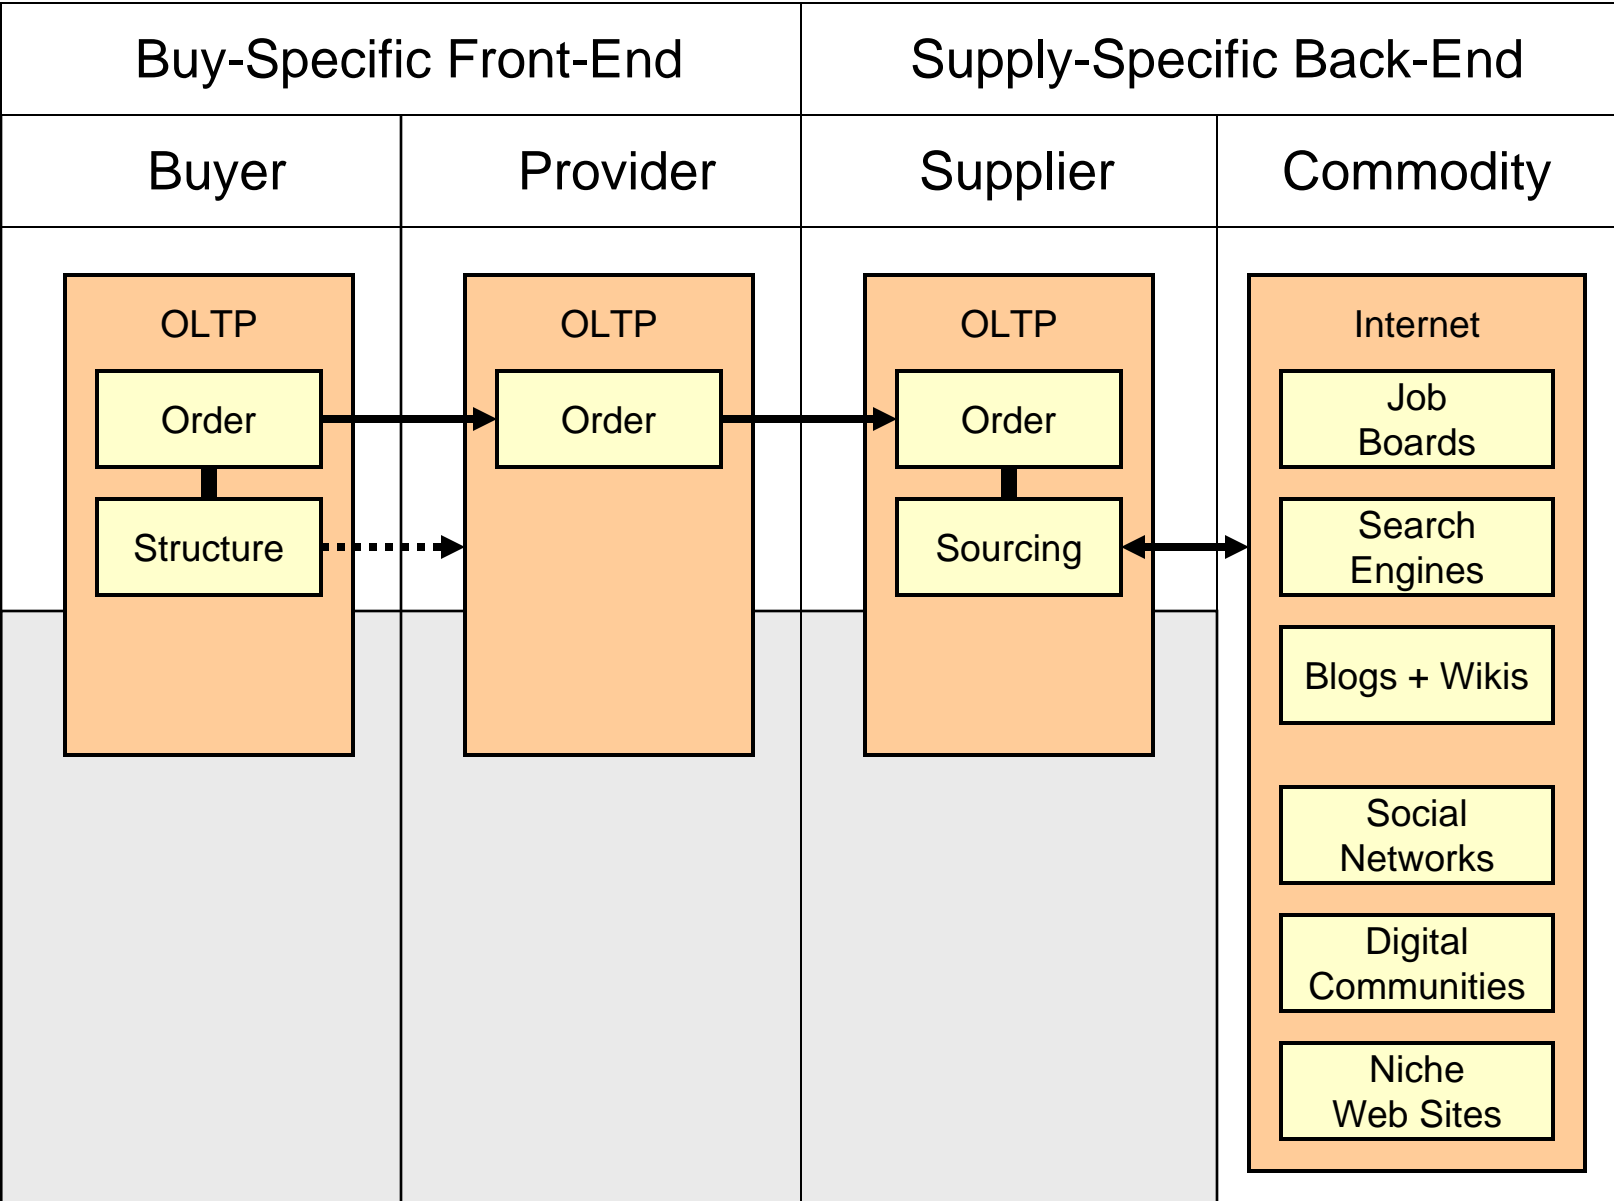 Buy-Specific Front-End
Supply-Specific Back-End
Buyer
Provider
Supplier
Commodity
OLTP
Order
Structure
OLTP
Order
OLTP
Order
Sourcing
Internet
Job
Boards
Search
Engines
Blogs + Wikis
Social
Networks
Digital
Communities
Niche
Web Sites